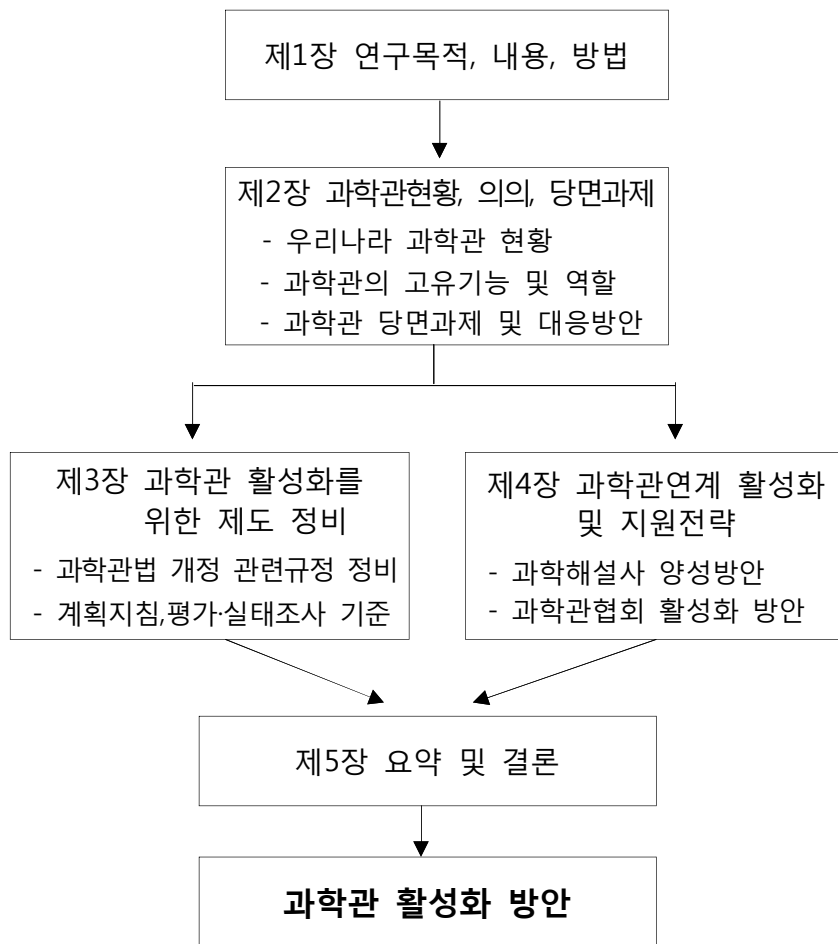 제1장 연구목적, 내용, 방법
제2장 과학관현황, 의의, 당면과제
- 우리나라 과학관 현황
- 과학관의 고유기능 및 역할
- 과학관 당면과제 및 대응방안
제3장 과학관 활성화를
위한 제도 정비
- 과학관법 개정 관련규정 정비
- 계획지침,평가·실태조사 기준
제4장 과학관연계 활성화
및 지원전략
- 과학해설사 양성방안
- 과학관협회 활성화 방안
제5장 요약 및 결론
과학관 활성화 방안